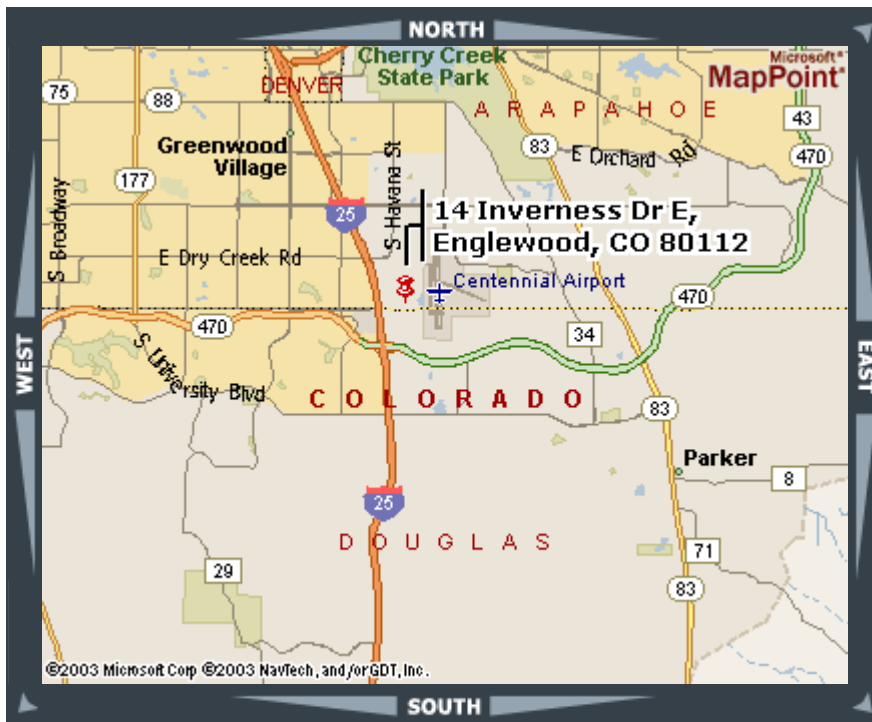 NORTH
Microsoft®
MapPoint®
Cherry Creek
State Park
DENVER
ARAPAHOE
75
88
43
83
470
E Orchard Rd
Greenwood
Village
177
S Havana St
25
14 Inverness Dr E,
Englewood, CO 80112
S Broadway
E Dry Creek Rd
Centennial Airport
470
470
34
WEST
EAST
S University Blvd
COLORADO
83
Parker
8
25
DOUGLAS
71
29
83
©2003 Microsoft Corp ©2003 NavTech, and/or GDT, Inc.
SOUTH